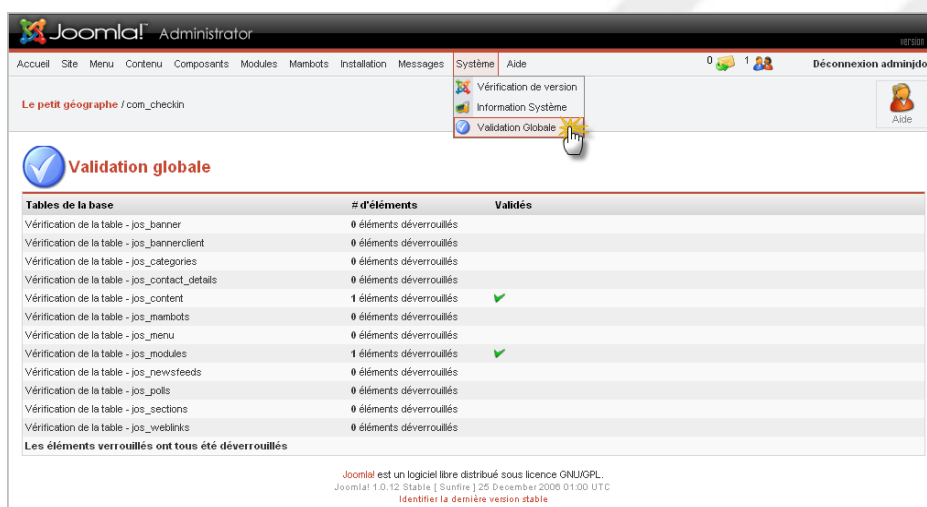 Joomla! Administrator
version
Accueil Site Menu Contenu Composants Modules Mambots Installation Messages Système Aide 0 1 Déconnexion adminjdo
Vérification de version
Information Système
Validation Globale
Le petit géographe / com_checkin
Aide
Validation globale
Tables de la base # d'éléments Validés
Vérification de la table - jos_banner 0 éléments déverrouillés
Vérification de la table - jos_bannerclient 0 éléments déverrouillés
Vérification de la table - jos_categories 0 éléments déverrouillés
Vérification de la table - jos_contact_details 0 éléments déverrouillés
Vérification de la table - jos_content 1 éléments déverrouillés
Vérification de la table - jos_mambots 0 éléments déverrouillés
Vérification de la table - jos_menu 0 éléments déverrouillés
Vérification de la table - jos_modules 1 éléments déverrouillés
Vérification de la table - jos_newsfeeds 0 éléments déverrouillés
Vérification de la table - jos_polls 0 éléments déverrouillés
Vérification de la table - jos_sections 0 éléments déverrouillés
Vérification de la table - jos_weblinks 0 éléments déverrouillés
Les éléments verrouillés ont tous été déverrouillés
Joomla! est un logiciel libre distribué sous licence GNU/GPL.
Joomla! 1.0.12 Stable [ Sunfire ] 25 December 2006 01:00 UTC
Identifier la dernière version stable